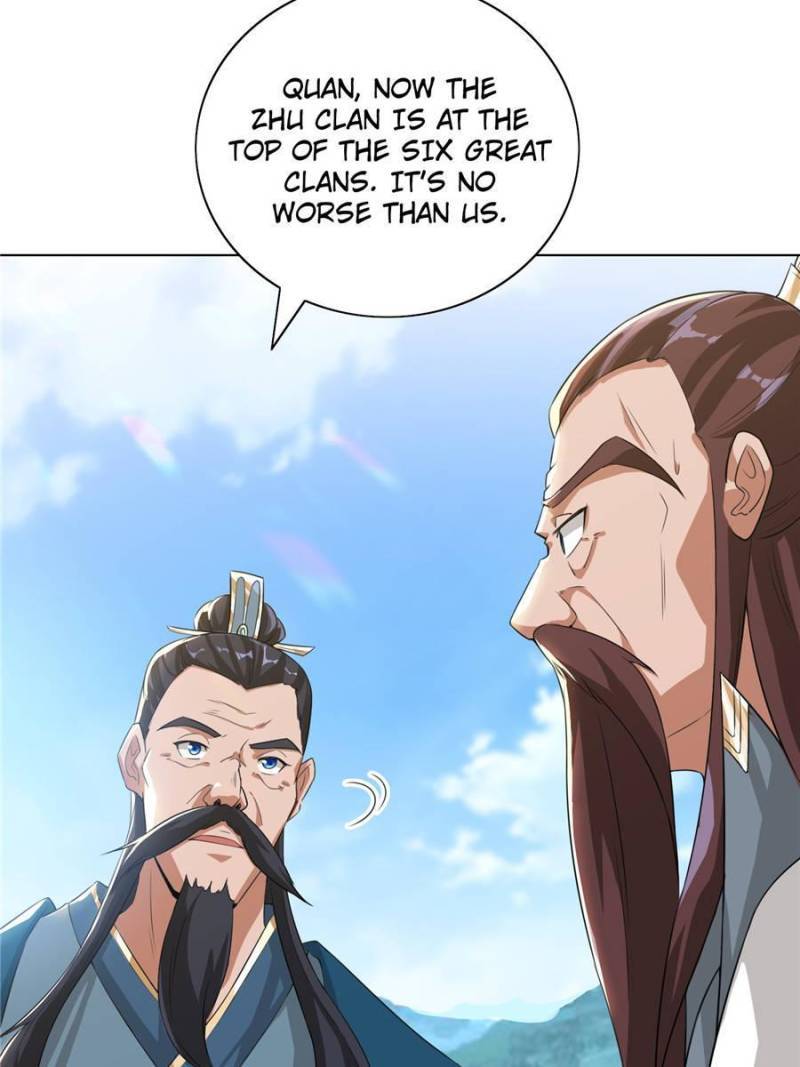 QUAN, NOW THE
ZHU CLAN IS AT THE
TOP OF THE SIX GREAT
CLANS. IT'S NO
WORSE THAN US.